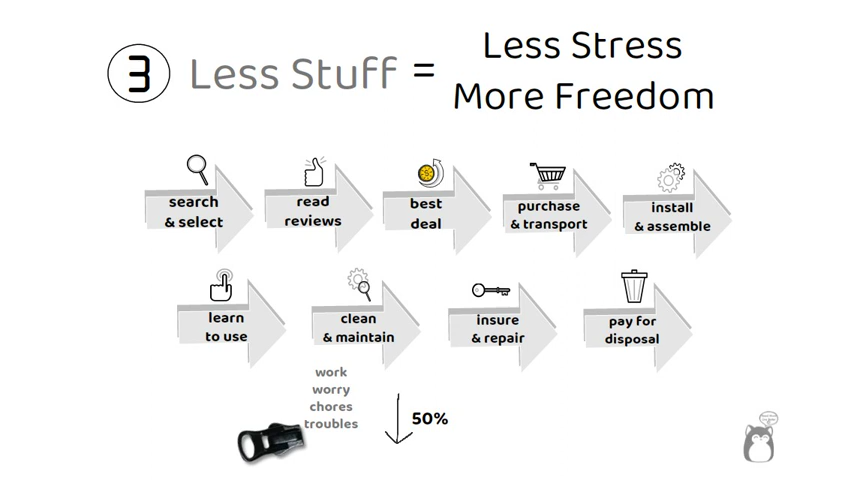 3 Less Stuff =
Less Stress
More Freedom
search
& select
read
reviews
best
deal
purchase
& transport
install
& assemble
learn
to use
clean
& maintain
insure
& repair
pay for
disposal
work
worry
chores
troubles
50%